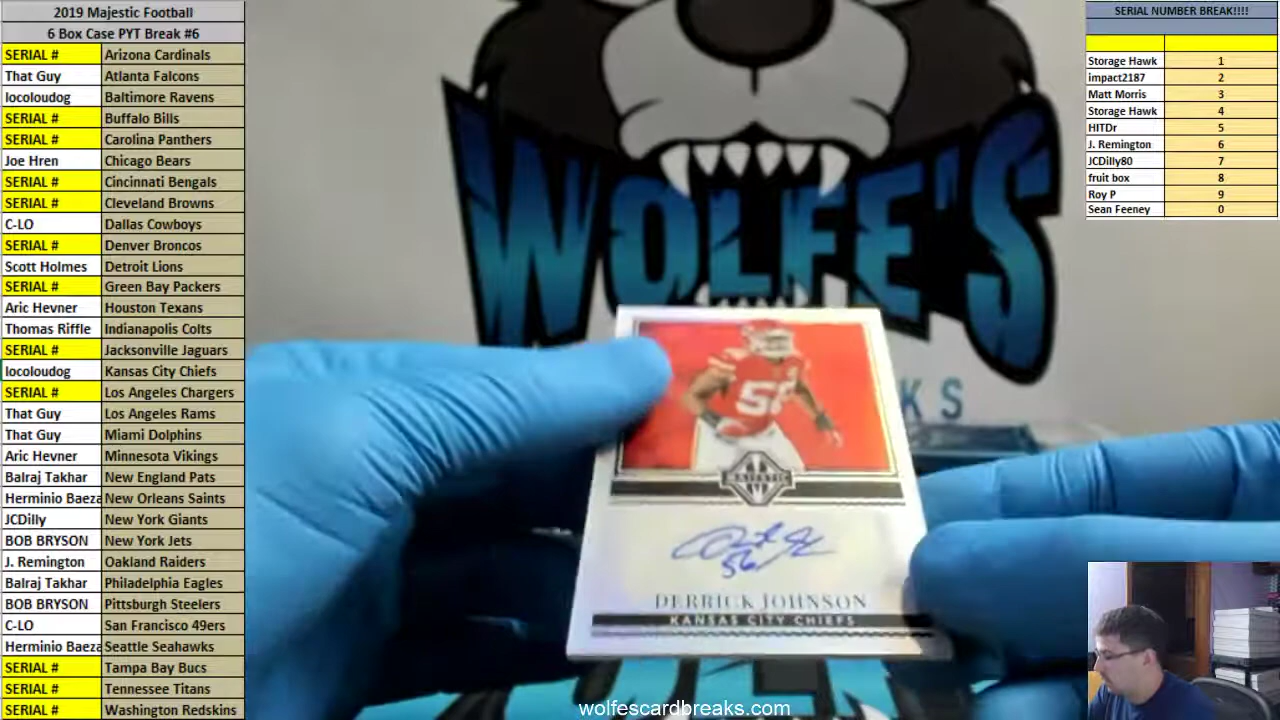 2019 Majestic Football
6 Box Case PYT Break #6
SERIAL # Arizona Cardinals
That Guy Atlanta Falcons
locoloudog Baltimore Ravens
SERIAL # Buffalo Bills
SERIAL # Carolina Panthers
Joe Hren Chicago Bears
SERIAL # Cincinnati Bengals
SERIAL # Cleveland Browns
C-LO Dallas Cowboys
SERIAL # Denver Broncos
Scott Holmes Detroit Lions
SERIAL # Green Bay Packers
Aric Hevner Houston Texans
Thomas Riffle Indianapolis Colts
SERIAL # Jacksonville Jaguars
locoloudog Kansas City Chiefs
SERIAL # Los Angeles Chargers
That Guy Los Angeles Rams
That Guy Miami Dolphins
Aric Hevner Minnesota Vikings
Balraj Takhar New England Pats
Herminio Baeza New Orleans Saints
JCDilly New York Giants
BOB BRYSON New York Jets
J. Remington Oakland Raiders
Balraj Takhar Philadelphia Eagles
BOB BRYSON Pittsburgh Steelers
C-LO San Francisco 49ers
Herminio Baeza Seattle Seahawks
SERIAL # Tampa Bay Bucs
SERIAL # Tennessee Titans
SERIAL # Washington Redskins
WOLFE'S
KS
MAJESTIC
56
DERRICK JOHNSON
KANSAS CITY CHIEFS
wolfescardbreaks.com
SERIAL NUMBER BREAK!!!!
Storage Hawk 1
impact2187 2
Matt Morris 3
Storage Hawk 4
HITDr 5
J. Remington 6
JCDilly80 7
fruit box 8
Roy P 9
Sean Feeney 0